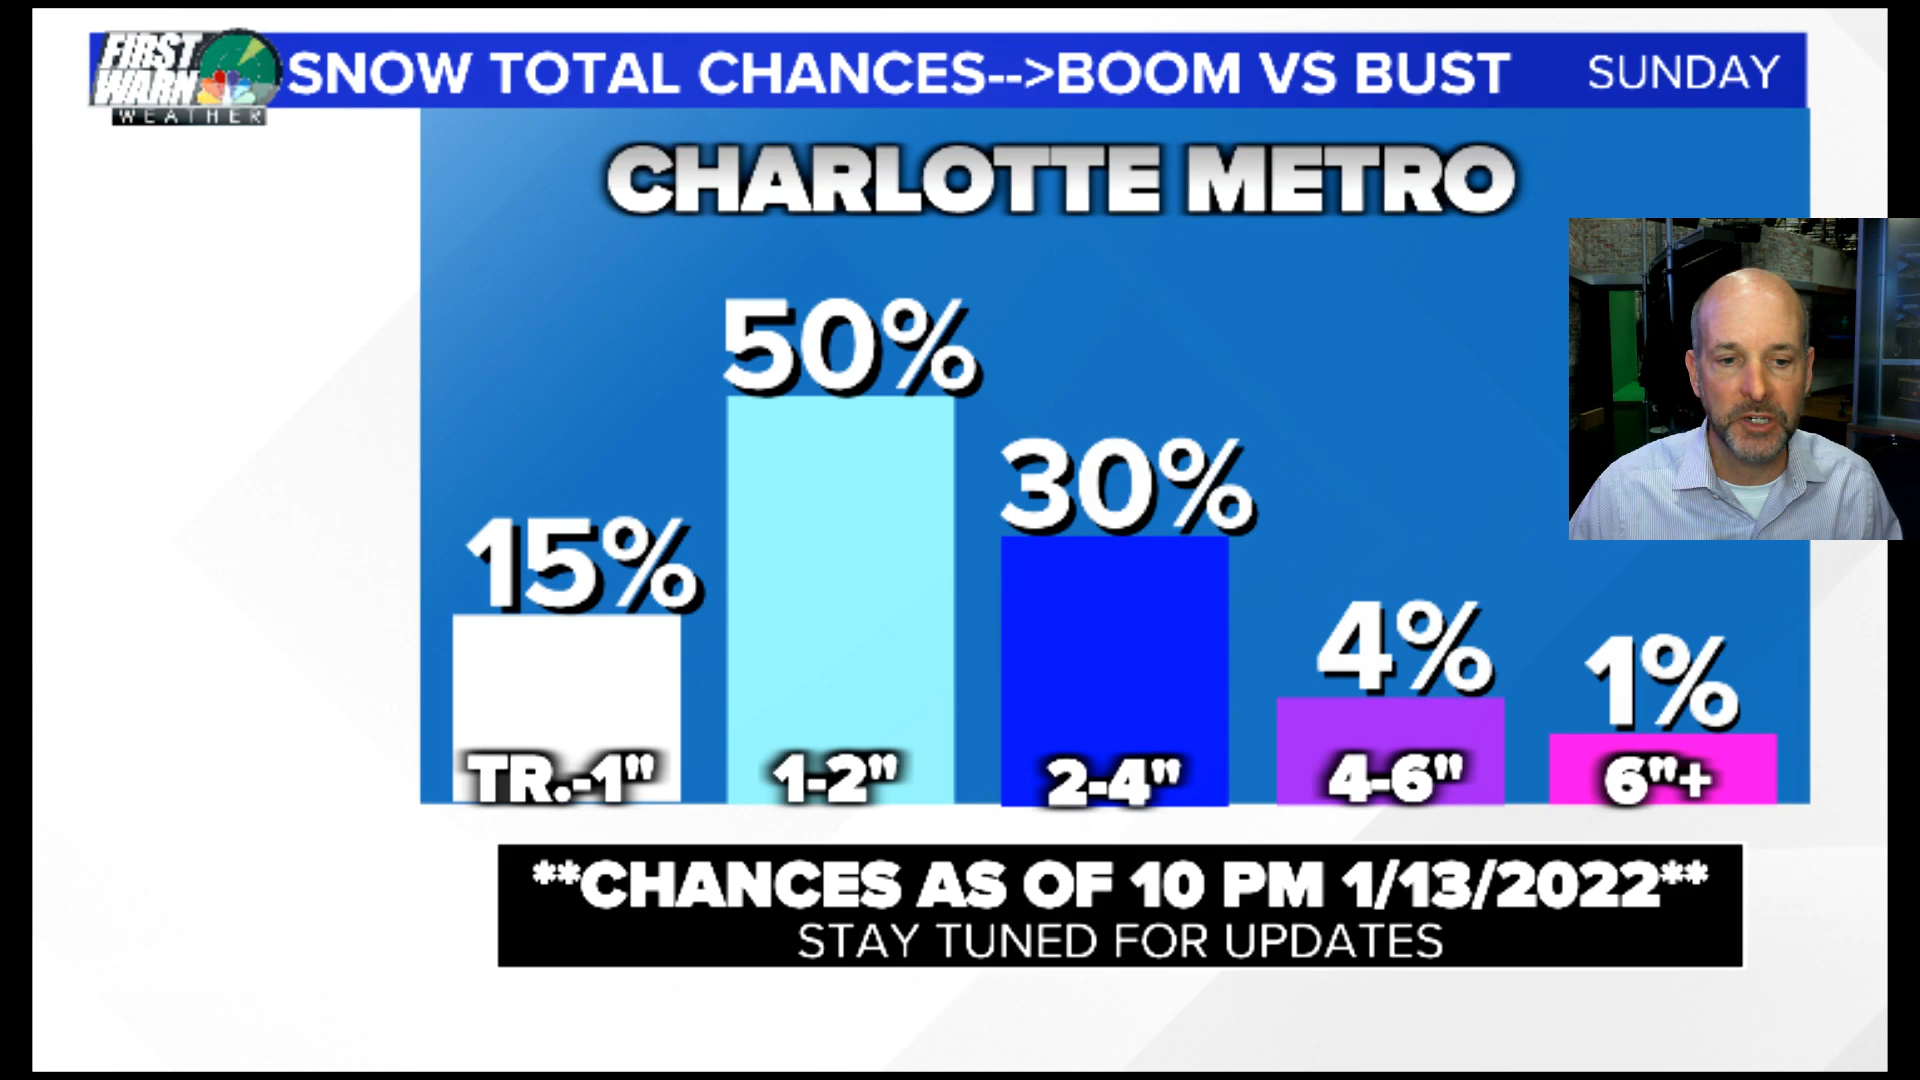 FIRST
WARN
WEATHER
SNOW TOTAL CHANCES-->BOOM VS BUST SUNDAY
CHARLOTTE METRO
15% 50% 30% 4% 1%
TR.-1" 1-2" 2-4" 4-6" 6"+
**CHANCES AS OF 10 PM 1/13/2022**
STAY TUNED FOR UPDATES